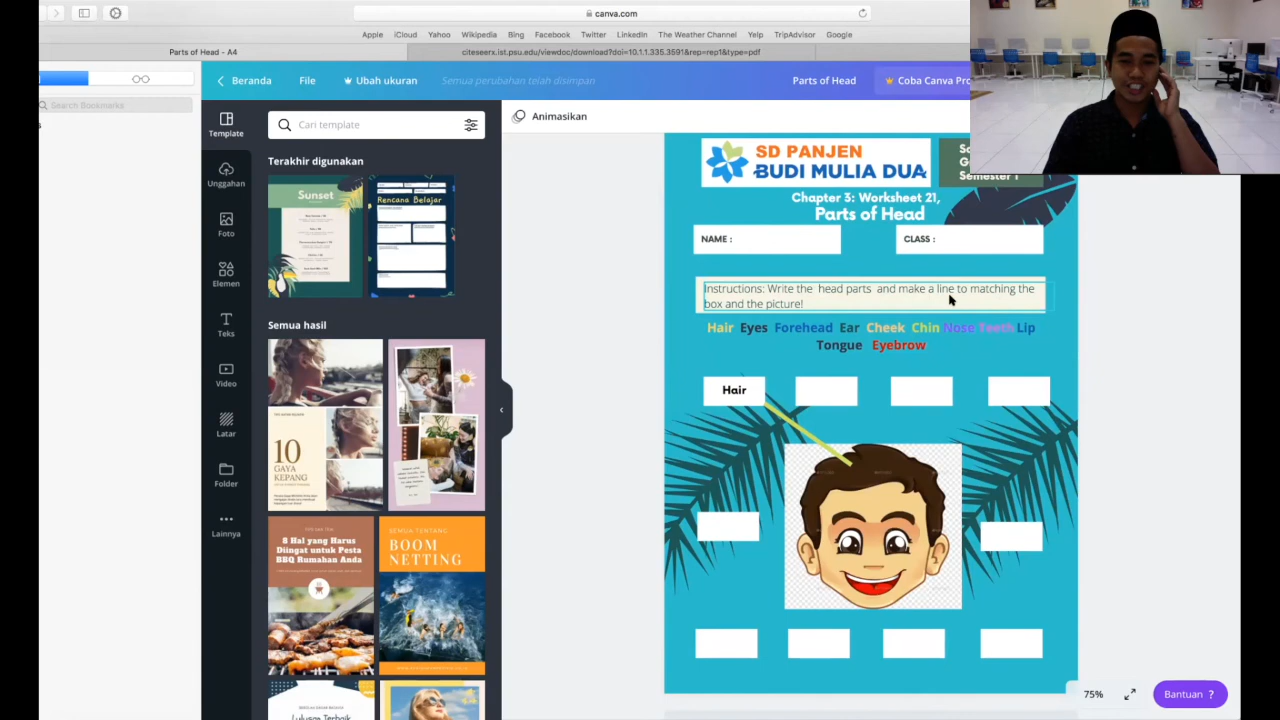 canva.com
Apple iCloud Yahoo Wikipedia Bing Facebook Twitter LinkedIn The Weather Channel Yelp TripAdvisor Google
Parts of Head - A4
citeseerx.ist.psu.edu/viewdoc/download?doi=10.1.1.335.3591&rep=rep1&type=pdf
Search Bookmarks
Beranda File Ubah ukuran Semua perubahan telah disimpan Parts of Head Coba Canva Pro
Template
Unggahan
Foto
Elemen
Teks
Video
Latar
Folder
Lainnya
Cari template
Terakhir digunakan
Sunset
Rencana Belajar
Semua hasil
10
GAYA
KEPANG
8 Hal yang Harus
Diingat untuk Pesta
BBQ Rumahan Anda
SEMUA TENTANG
BOOM
NETTING
Lulusan Terbaik
Animasikan
SD PANJEN
BUDI MULIA DUA
Semester 1
Chapter 3: Worksheet 21,
Parts of Head
NAME :
CLASS :
Instructions: Write the head parts and make a line to matching the
box and the picture!
Hair Eyes Forehead Ear Cheek Chin Nose Teeth Lip
Tongue Eyebrow
Hair
75%
Bantuan ?